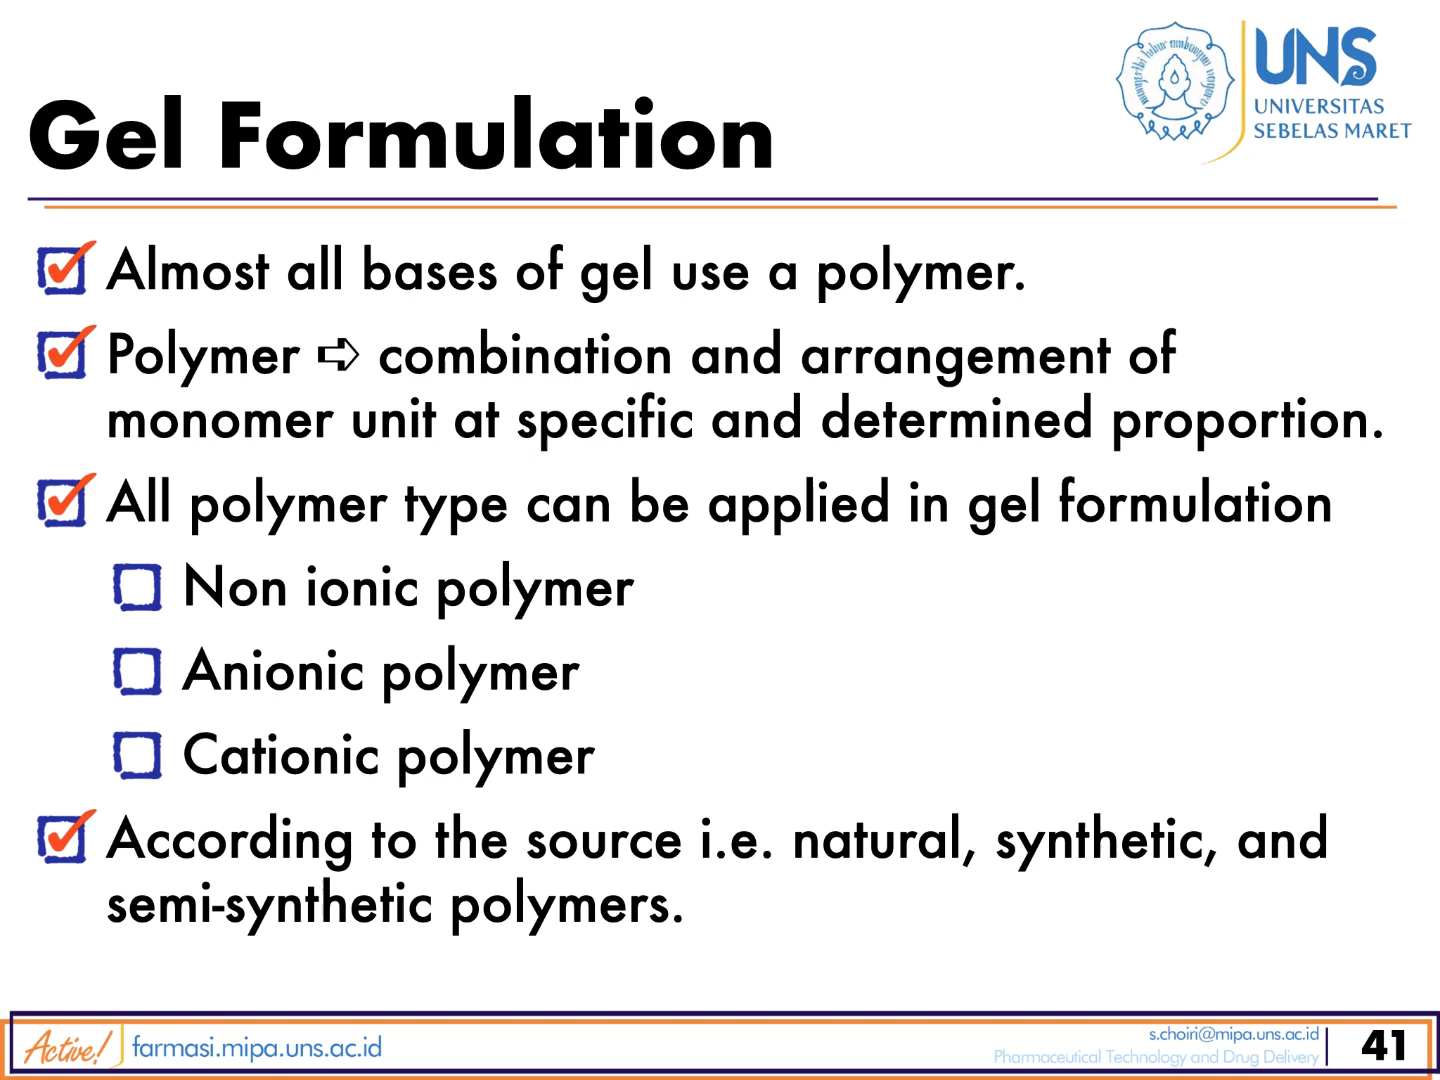 UNS
UNIVERSITAS
SEBELAS MARET
Gel Formulation
Almost all bases of gel use a polymer.
Polymer ➪ combination and arrangement of
monomer unit at specific and determined proportion.
All polymer type can be applied in gel formulation
Non ionic polymer
Anionic polymer
Cationic polymer
According to the source i.e. natural, synthetic, and
semi-synthetic polymers.
Active!
farmasi.mipa.uns.ac.id
s.choiri@mipa.uns.ac.id
Pharmaceutical Technology and Drug Delivery
41